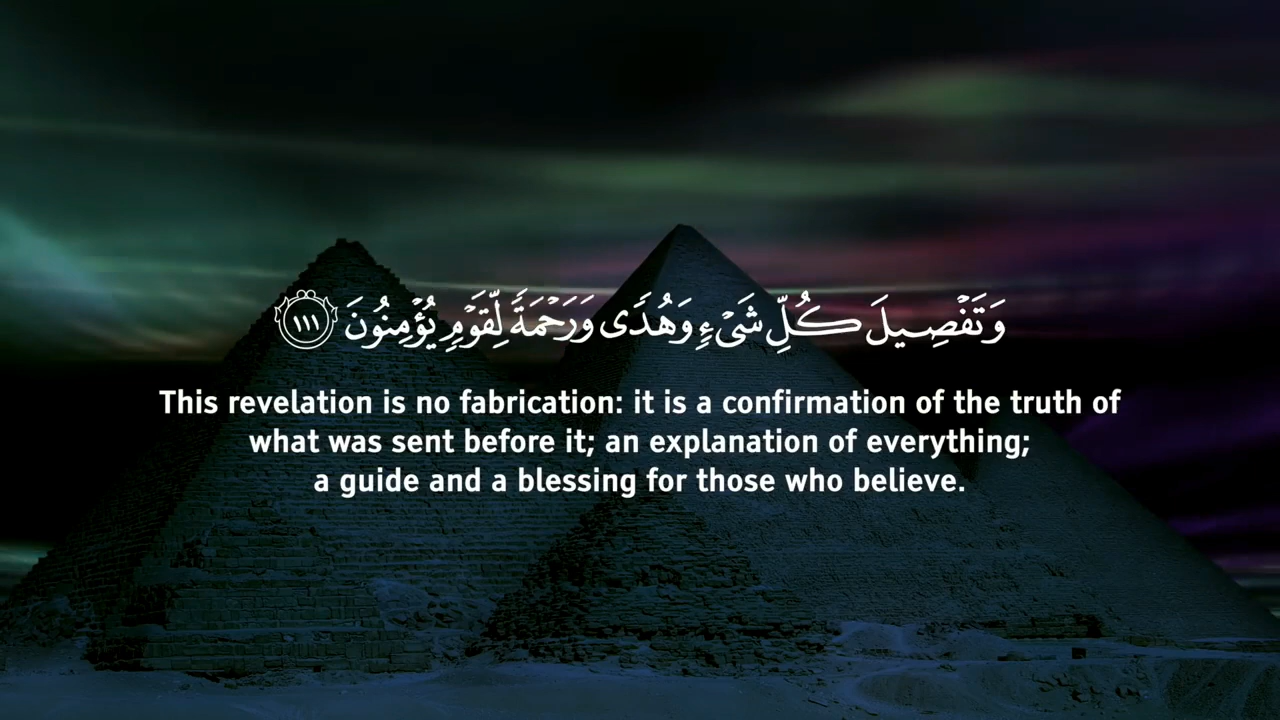 وَتَفْصِيلَ كُلِّ شَىْءٍ وَهُدًى وَرَحْمَةً لِّقَوْمٍ يُؤْمِنُونَ ١١١
This revelation is no fabrication: it is a confirmation of the truth of
what was sent before it; an explanation of everything;
a guide and a blessing for those who believe.